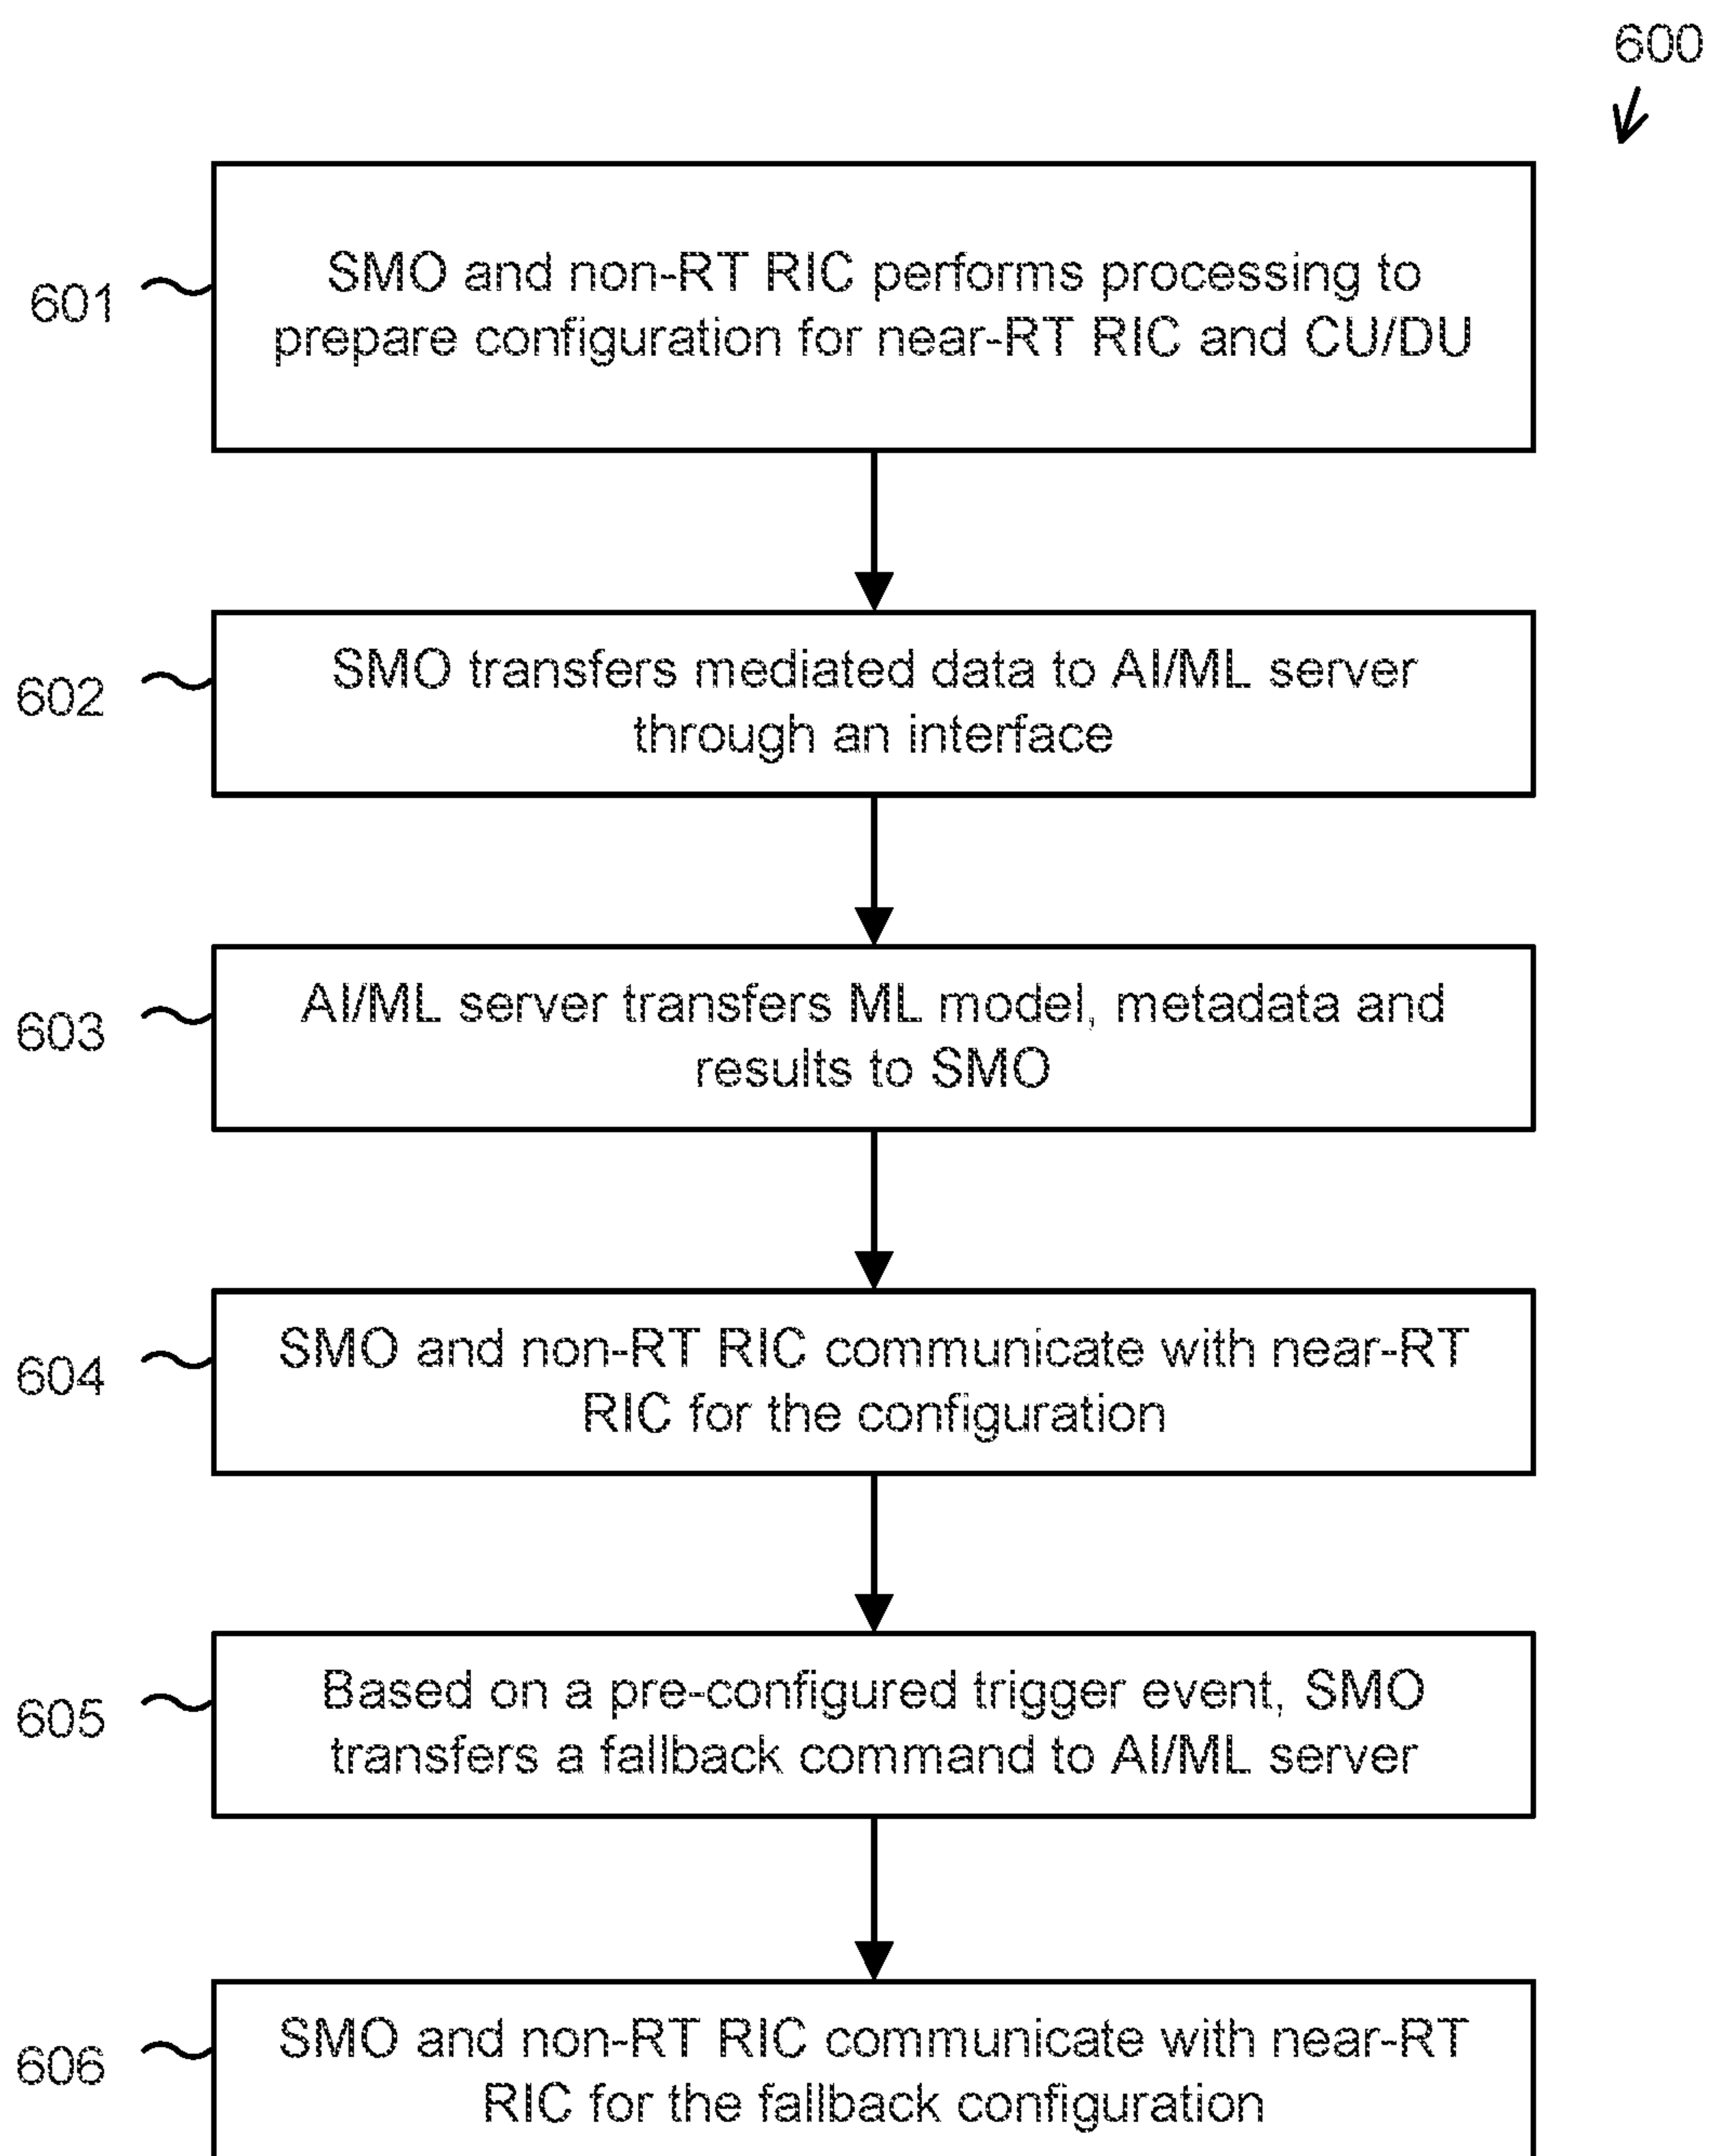 600
601
SMO and non-RT RIC performs processing to
prepare configuration for near-RT RIC and CU/DU
602
SMO transfers mediated data to AI/ML server
through an interface
603
AI/ML server transfers ML model, metadata and
results to SMO
604
SMO and non-RT RIC communicate with near-RT
RIC for the configuration
605
Based on a pre-configured trigger event, SMO
transfers a fallback command to AI/ML server
606
SMO and non-RT RIC communicate with near-RT
RIC for the fallback configuration